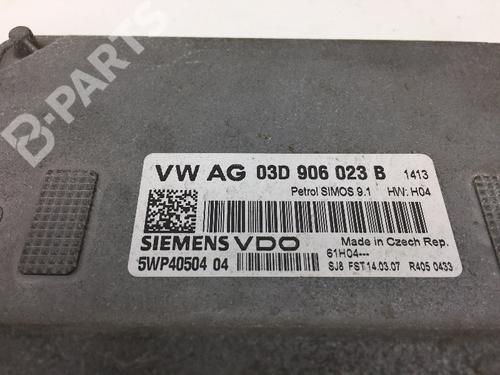 B-PARTS
VW AG 03D 906 023 B 1413
Petrol SIMOS 9.1 HW: H04
SIEMENS VDO Made in Czech Rep.
5WP40504 04 61H04---
SJ8 FST 14.03.07 R405 0433